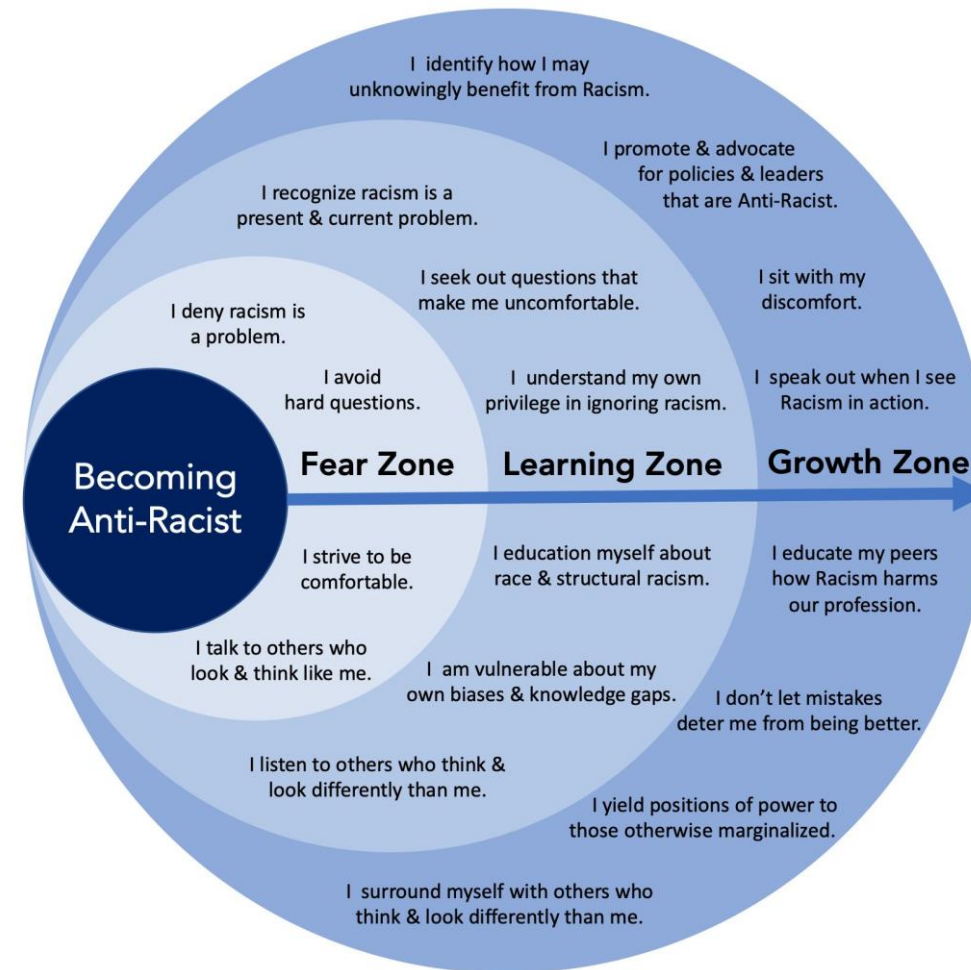 I identify how I may
unknowingly benefit from Racism.
I promote & advocate
for policies & leaders
that are Anti-Racist.
I recognize racism is a
present & current problem.
I seek out questions that
make me uncomfortable.
I sit with my
discomfort.
I deny racism is
a problem.
I avoid
hard questions.
I understand my own
privilege in ignoring racism.
I speak out when I see
Racism in action.
Becoming
Anti-Racist
Fear Zone
Learning Zone
Growth Zone
I strive to be
comfortable.
I education myself about
race & structural racism.
I educate my peers
how Racism harms
our profession.
I talk to others who
look & think like me.
I am vulnerable about my
own biases & knowledge gaps.
I don’t let mistakes
deter me from being better.
I listen to others who think &
look differently than me.
I yield positions of power to
those otherwise marginalized.
I surround myself with others who
think & look differently than me.